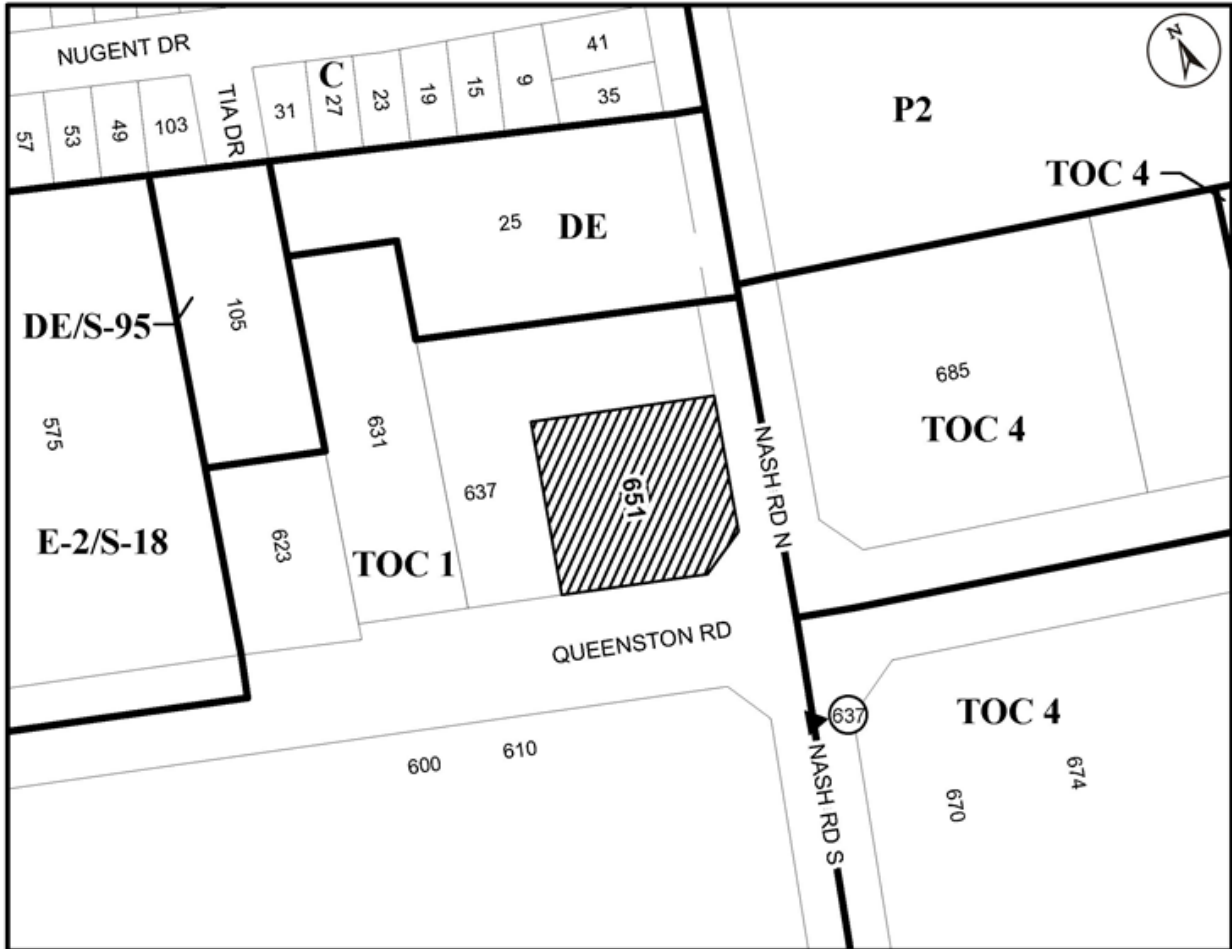 NUGENT DR
41
C
9
15
19
23
27
31
35
TIA DR
57
53
49
103
P2
N
TOC 4
25
DE
105
DE/S-95
685
TOC 4
631
575
637
651
NASH RD N
E-2/S-18
623
TOC 1
QUEENSTON RD
637
TOC 4
NASH RD S
600
610
670
674